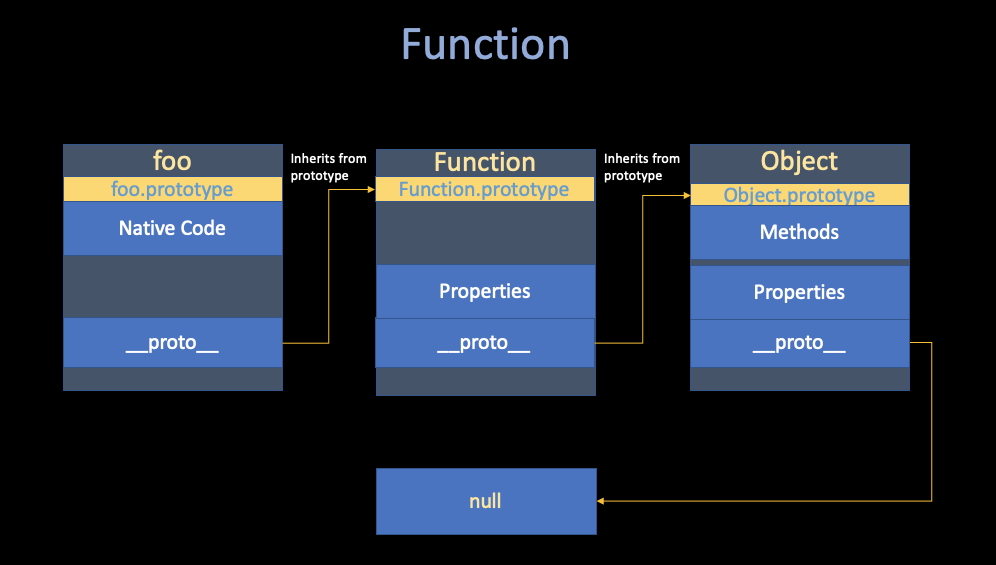 Function
foo
foo.prototype
Native Code
__proto__
Inherits from
prototype
Function
Function.prototype
Properties
__proto__
Inherits from
prototype
Object
Object.prototype
Methods
Properties
__proto__
null